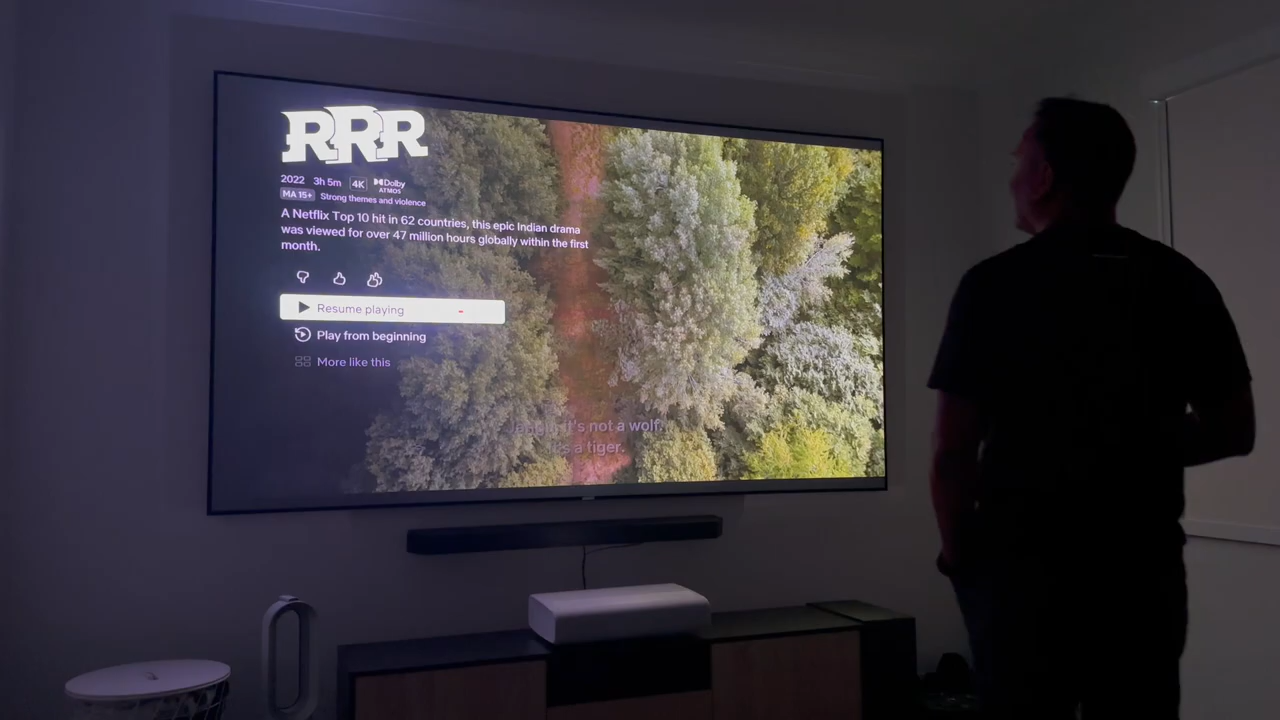 RRR
2022 3h 5m 4K Dolby
ATMOS
MA 15+ Strong themes and violence
A Netflix Top 10 hit in 62 countries, this epic Indian drama
was viewed for over 47 million hours globally within the first
month.
Resume playing
Play from beginning
More like this
it's not a wolf.
It's a tiger.